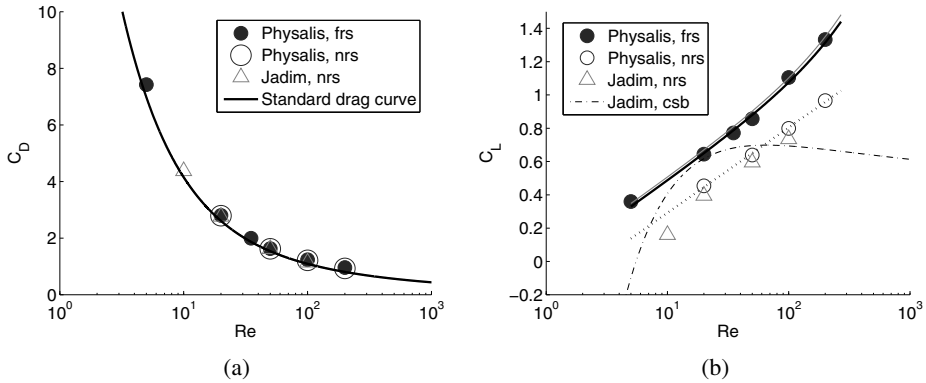 10
8
6
4
2
0
C_D
10^0
10^1
10^2
10^3
Re
Physalis, frs
Physalis, nrs
Jadim, nrs
Standard drag curve
(a)
1.4
1.2
1
0.8
0.6
0.4
0.2
0
−0.2
C_L
10^0
10^1
10^2
10^3
Re
Physalis, frs
Physalis, nrs
Jadim, nrs
Jadim, csb
(b)